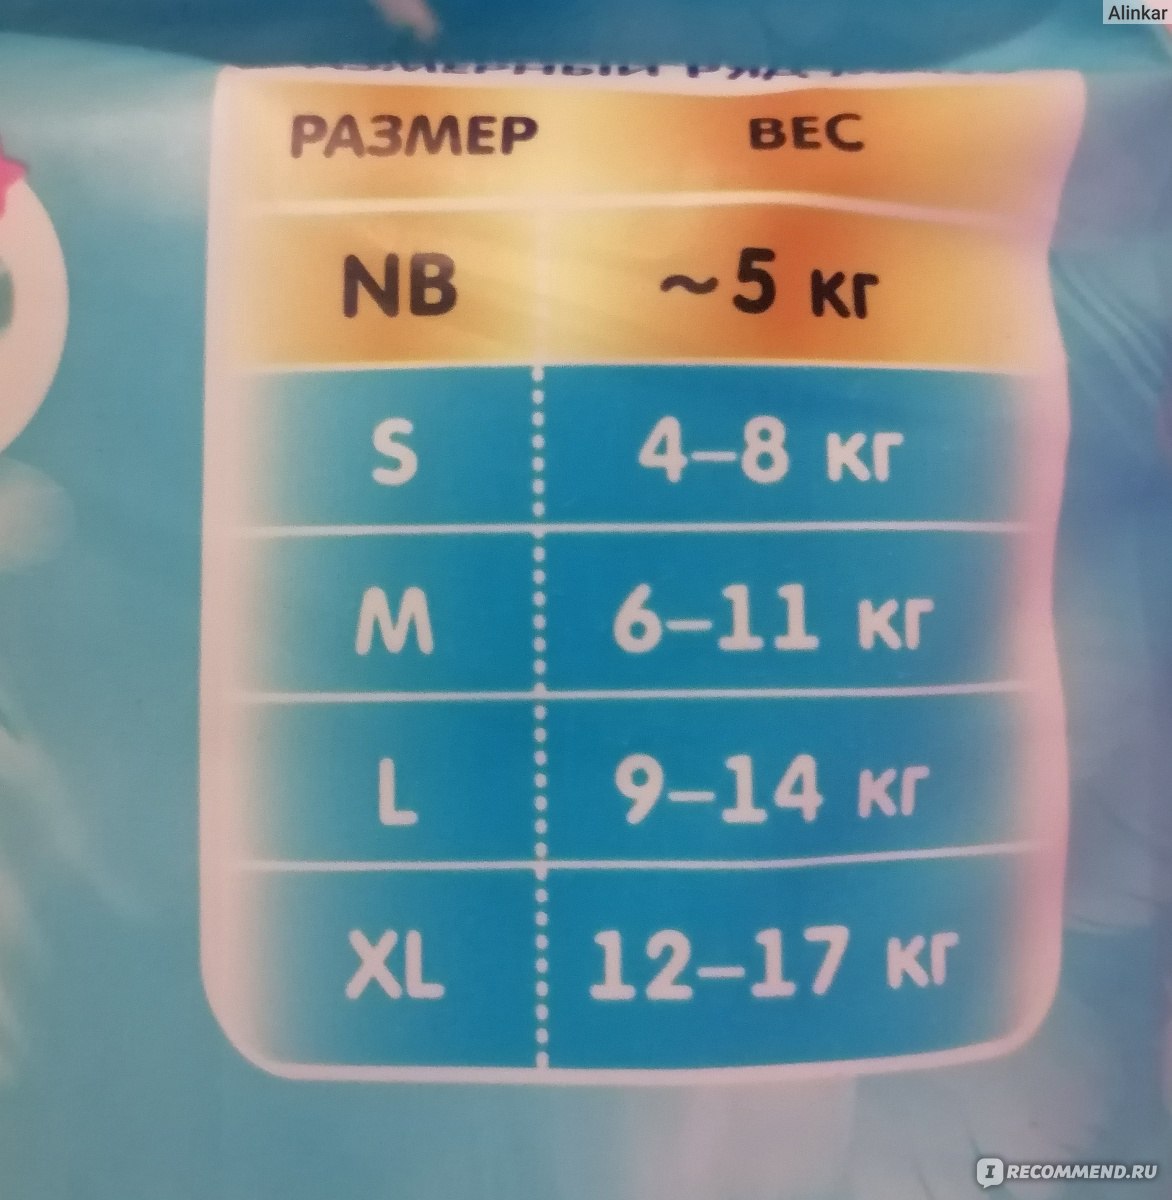 Alinkar
РАЗМЕР ВЕС
NB ~5 кг
S 4–8 кг
M 6–11 кг
L 9–14 кг
XL 12–17 кг
IRECOMMEND.RU